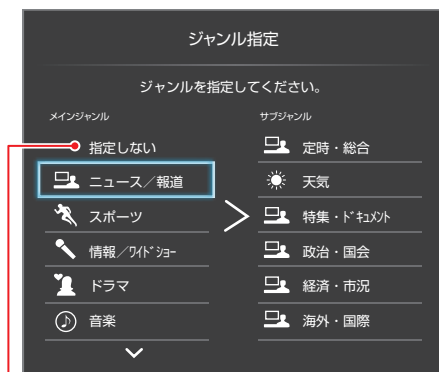 ジャンル指定
ジャンルを指定してください。
メインジャンル
指定しない
ニュース／報道
スポーツ
情報／ワイドショー
ドラマ
音楽
サブジャンル
定時・総合
天気
特集・ドキュメント
政治・国会
経済・市況
海外・国際